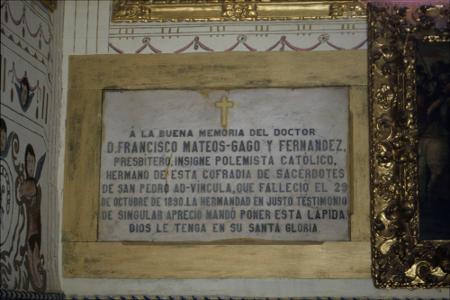 Á LA BUENA MEMORIA DEL DOCTOR
D. FRANCISCO MATEOS-GAGO Y FERNANDEZ,
PRESBITERO, INSIGNE POLEMISTA CATÓLICO,
HERMANO DE ESTA COFRADIA DE SACERDOTES
DE SAN PEDRO AD-VÍNCULA, QUE FALLECIÓ EL 29
DE OCTUBRE DE 1890. LA HERMANDAD EN JUSTO TESTIMONIO
DE SINGULAR APRECIO MANDÓ PONER ESTA LÁPIDA
DIOS LE TENGA EN SU SANTA GLORIA.